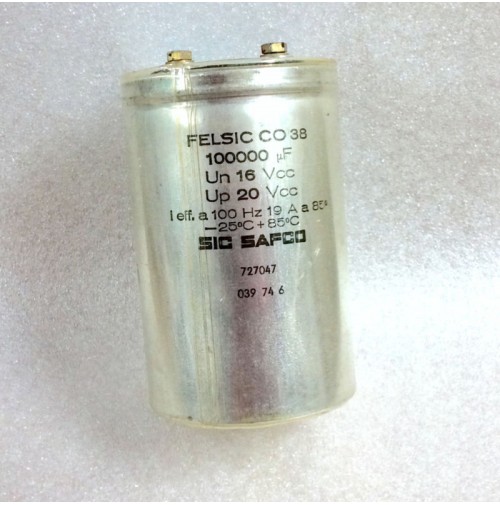 FELSIC CO 38
100000 µF
Un 16 Vcc
Up 20 Vcc
I eff. a 100 Hz 19 A a 85°
—25°C+85°C
SIC SAFCO
727047
039 74 6